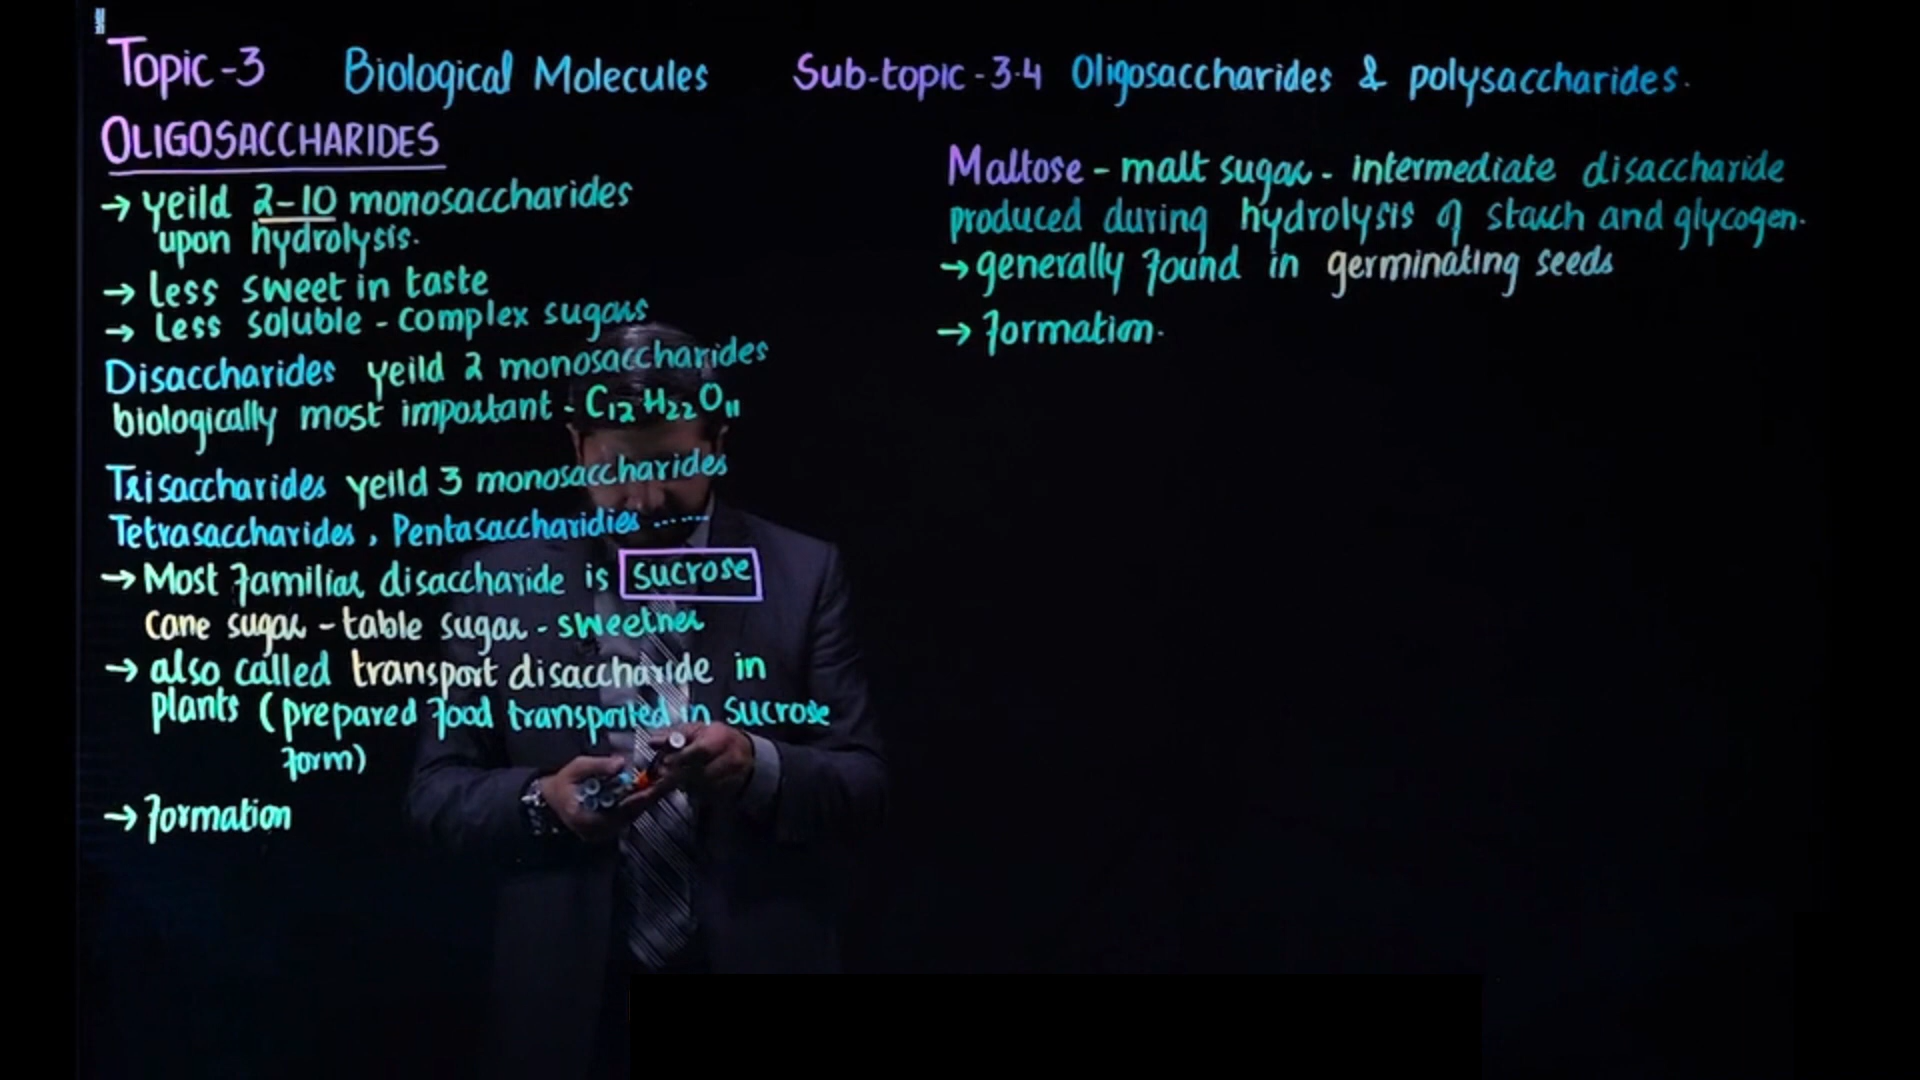 Topic-3 Biological Molecules Sub-topic-3.4 Oligosaccharides & polysaccharides.
OLIGOSACCHARIDES
→ yeild 2-10 monosaccharides
upon hydrolysis.
→ less sweet in taste
→ less soluble - complex sugars
Disaccharides yeild 2 monosaccharides
biologically most important - C₁₂H₂₂O₁₁
Trisaccharides yeild 3 monosaccharides
Tetrasaccharides, Pentasaccharidies ......
→ Most familiar disaccharide is sucrose
cane sugar - table sugar - sweetner
→ also called transport disaccharide in
plants (prepared food transported in sucrose
form)
→ formation
Maltose - malt sugar - intermediate disaccharide
produced during hydrolysis of starch and glycogen.
→ generally found in germinating seeds
→ formation.